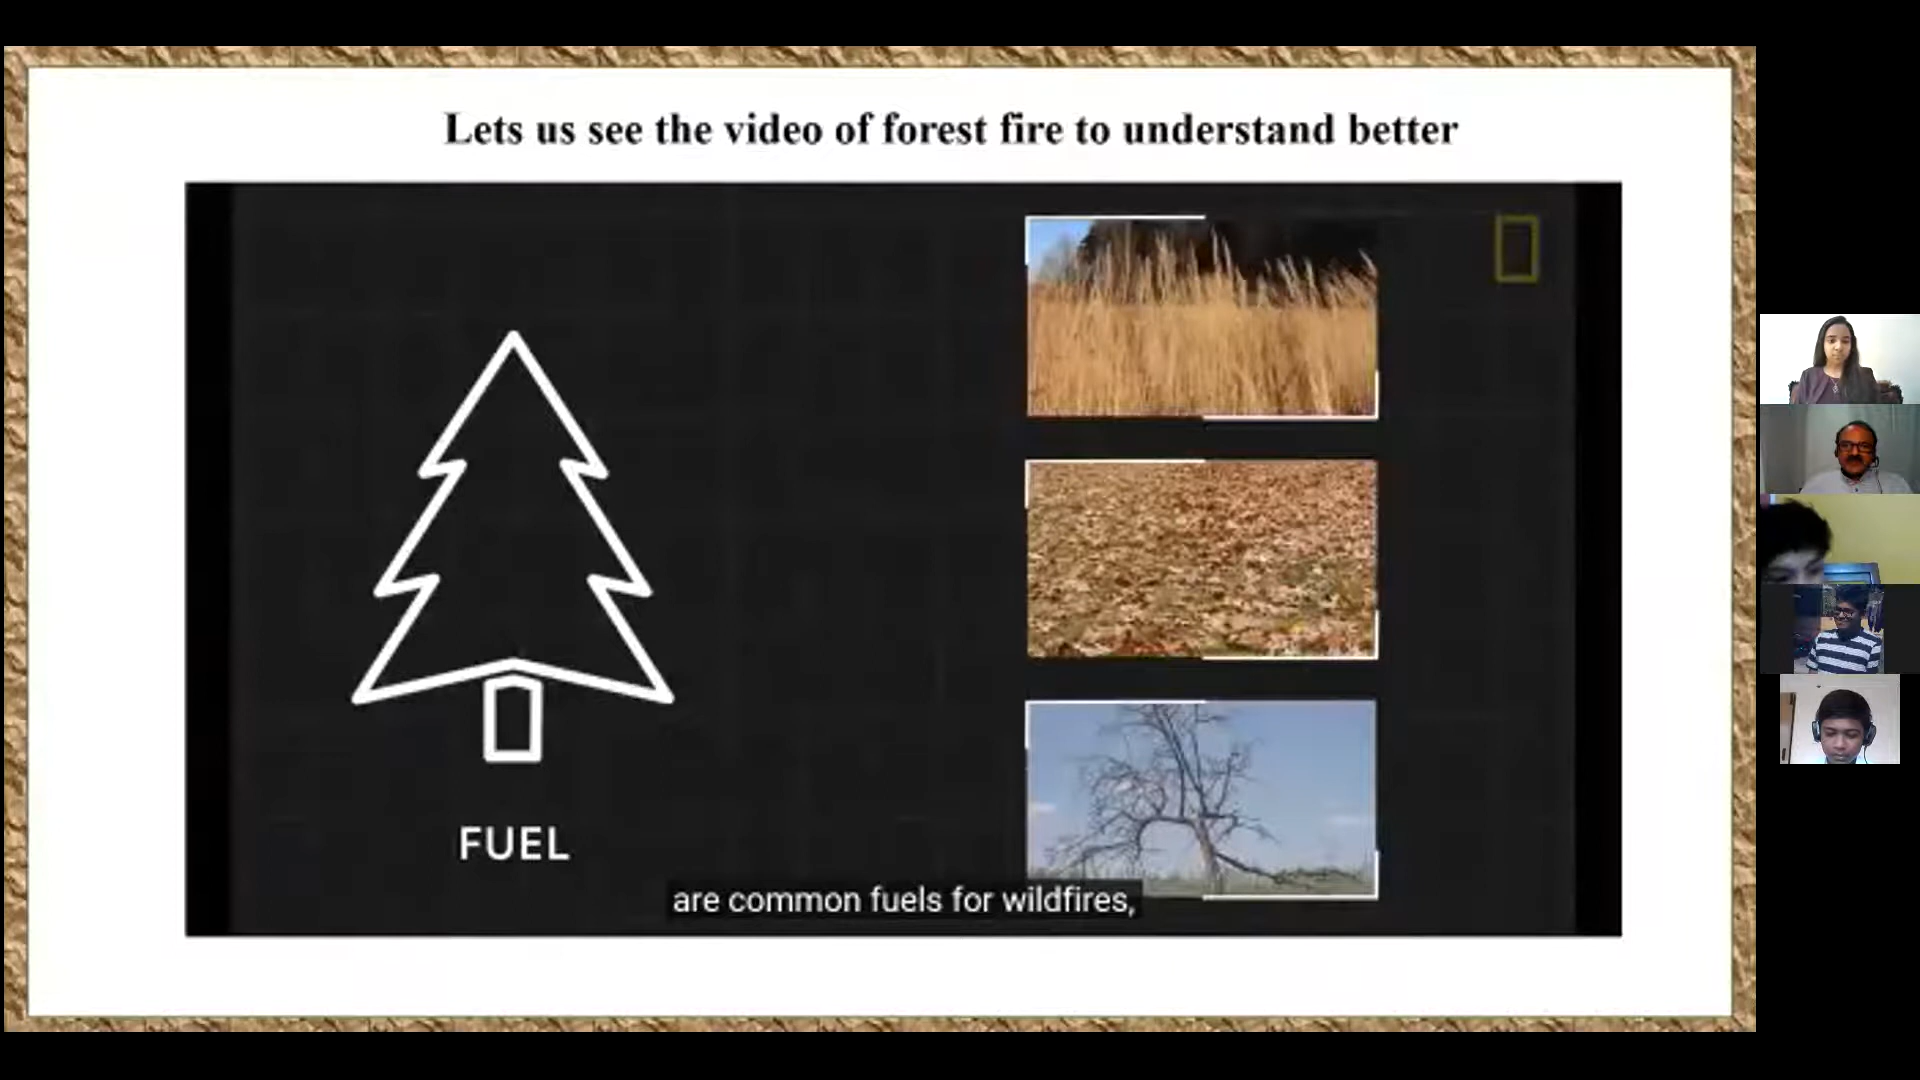 Lets us see the video of forest fire to understand better
FUEL
are common fuels for wildfires,